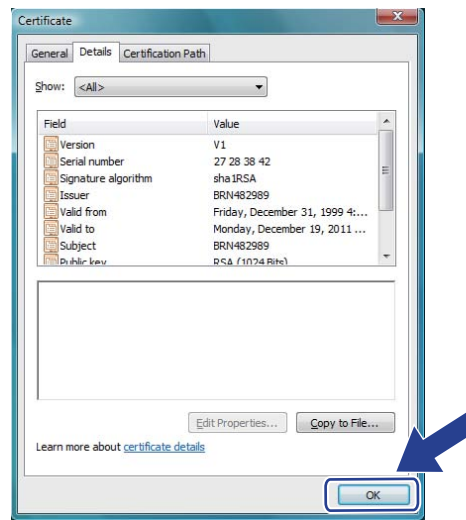 Certificate
General Details Certification Path
Show: <All>
Field Value
Version V1
Serial number 27 28 38 42
Signature algorithm sha1RSA
Issuer BRN482989
Valid from Friday, December 31, 1999 4:...
Valid to Monday, December 19, 2011 ...
Subject BRN482989
Public key RSA (1024 Bits)
Edit Properties... Copy to File...
Learn more about certificate details
OK